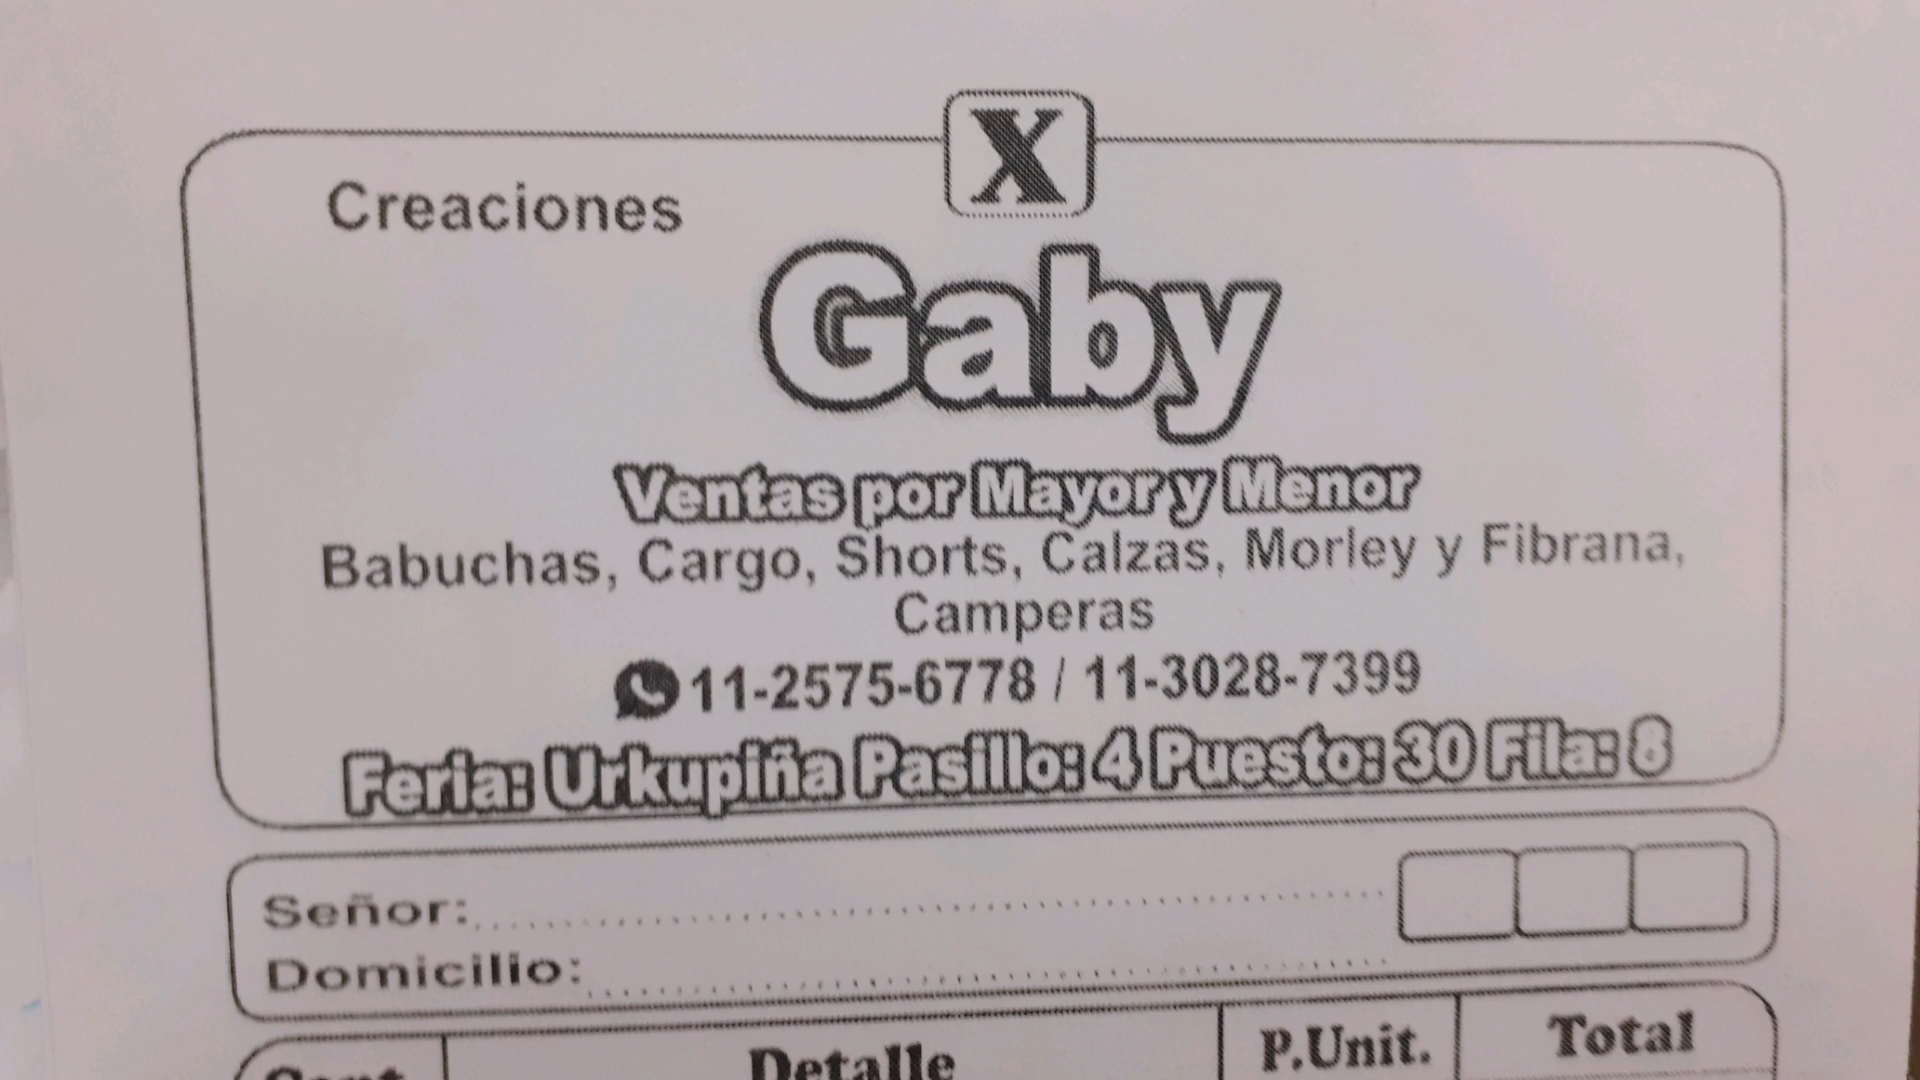 X
Creaciones
Gaby
Ventas por Mayor y Menor
Babuchas, Cargo, Shorts, Calzas, Morley y Fibrana,
Camperas
11-2575-6778 / 11-3028-7399
Feria: Urkupiña Pasillo: 4 Puesto: 30 Fila: 8
Señor:
Domicilio:
Cant. Detalle P.Unit. Total